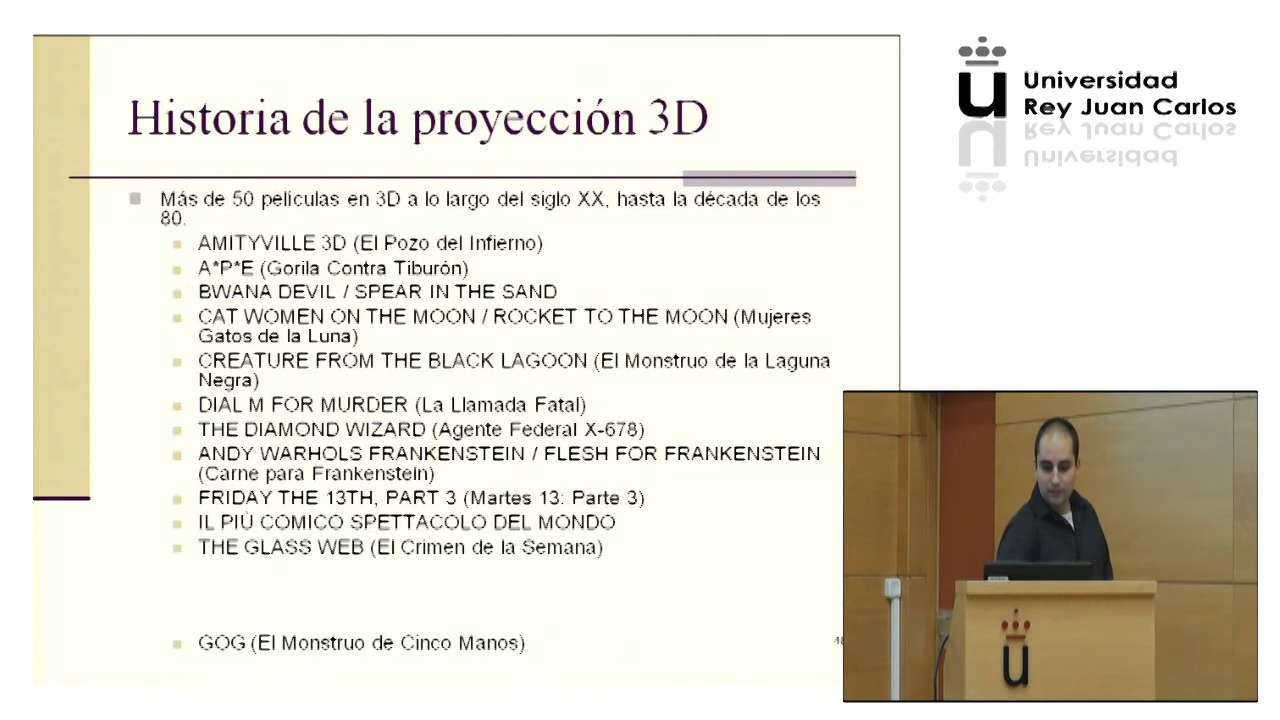 Historia de la proyección 3D
Más de 50 películas en 3D a lo largo del siglo XX, hasta la década de los
80.
AMITYVILLE 3D (El Pozo del Infierno)
A*P*E (Gorila Contra Tiburón)
BWANA DEVIL / SPEAR IN THE SAND
CAT WOMEN ON THE MOON / ROCKET TO THE MOON (Mujeres
Gatos de la Luna)
CREATURE FROM THE BLACK LAGOON (El Monstruo de la Laguna
Negra)
DIAL M FOR MURDER (La Llamada Fatal)
THE DIAMOND WIZARD (Agente Federal X-678)
ANDY WARHOLS FRANKENSTEIN / FLESH FOR FRANKENSTEIN
(Carne para Frankenstein)
FRIDAY THE 13TH, PART 3 (Martes 13: Parte 3)
IL PIÙ COMICO SPETTACOLO DEL MONDO
THE GLASS WEB (El Crimen de la Semana)
GOG (El Monstruo de Cinco Manos)
u Universidad
Rey Juan Carlos
u